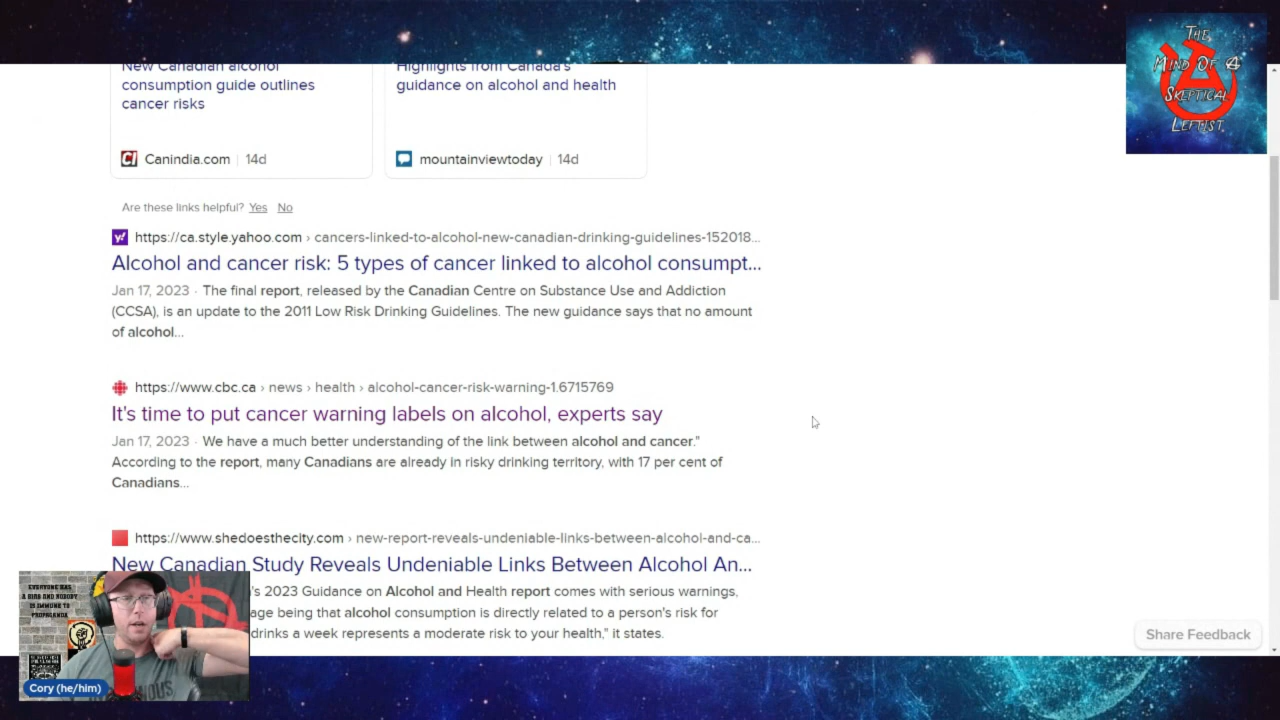 THE
MIND OF A
SKEPTICAL
LEFTIST
New Canadian alcohol
consumption guide outlines
cancer risks
Highlights from Canada's
guidance on alcohol and health
Canindia.com | 14d
mountainviewtoday | 14d
Are these links helpful? Yes No
https://ca.style.yahoo.com › cancers-linked-to-alcohol-new-canadian-drinking-guidelines-152018...
Alcohol and cancer risk: 5 types of cancer linked to alcohol consumpt...
Jan 17, 2023 · The final report, released by the Canadian Centre on Substance Use and Addiction
(CCSA), is an update to the 2011 Low Risk Drinking Guidelines. The new guidance says that no amount
of alcohol...
https://www.cbc.ca › news › health › alcohol-cancer-risk-warning-1.6715769
It's time to put cancer warning labels on alcohol, experts say
Jan 17, 2023 · We have a much better understanding of the link between alcohol and cancer."
According to the report, many Canadians are already in risky drinking territory, with 17 per cent of
Canadians...
https://www.shedoesthecity.com › new-report-reveals-undeniable-links-between-alcohol-and-ca...
New Canadian Study Reveals Undeniable Links Between Alcohol An...
's 2023 Guidance on Alcohol and Health report comes with serious warnings,
age being that alcohol consumption is directly related to a person's risk for
drinks a week represents a moderate risk to your health," it states.
Share Feedback
EVERYONE HAS
A BIAS AND NOBODY
IS IMMUNE TO
PROPAGANDA
Cory (he/him)